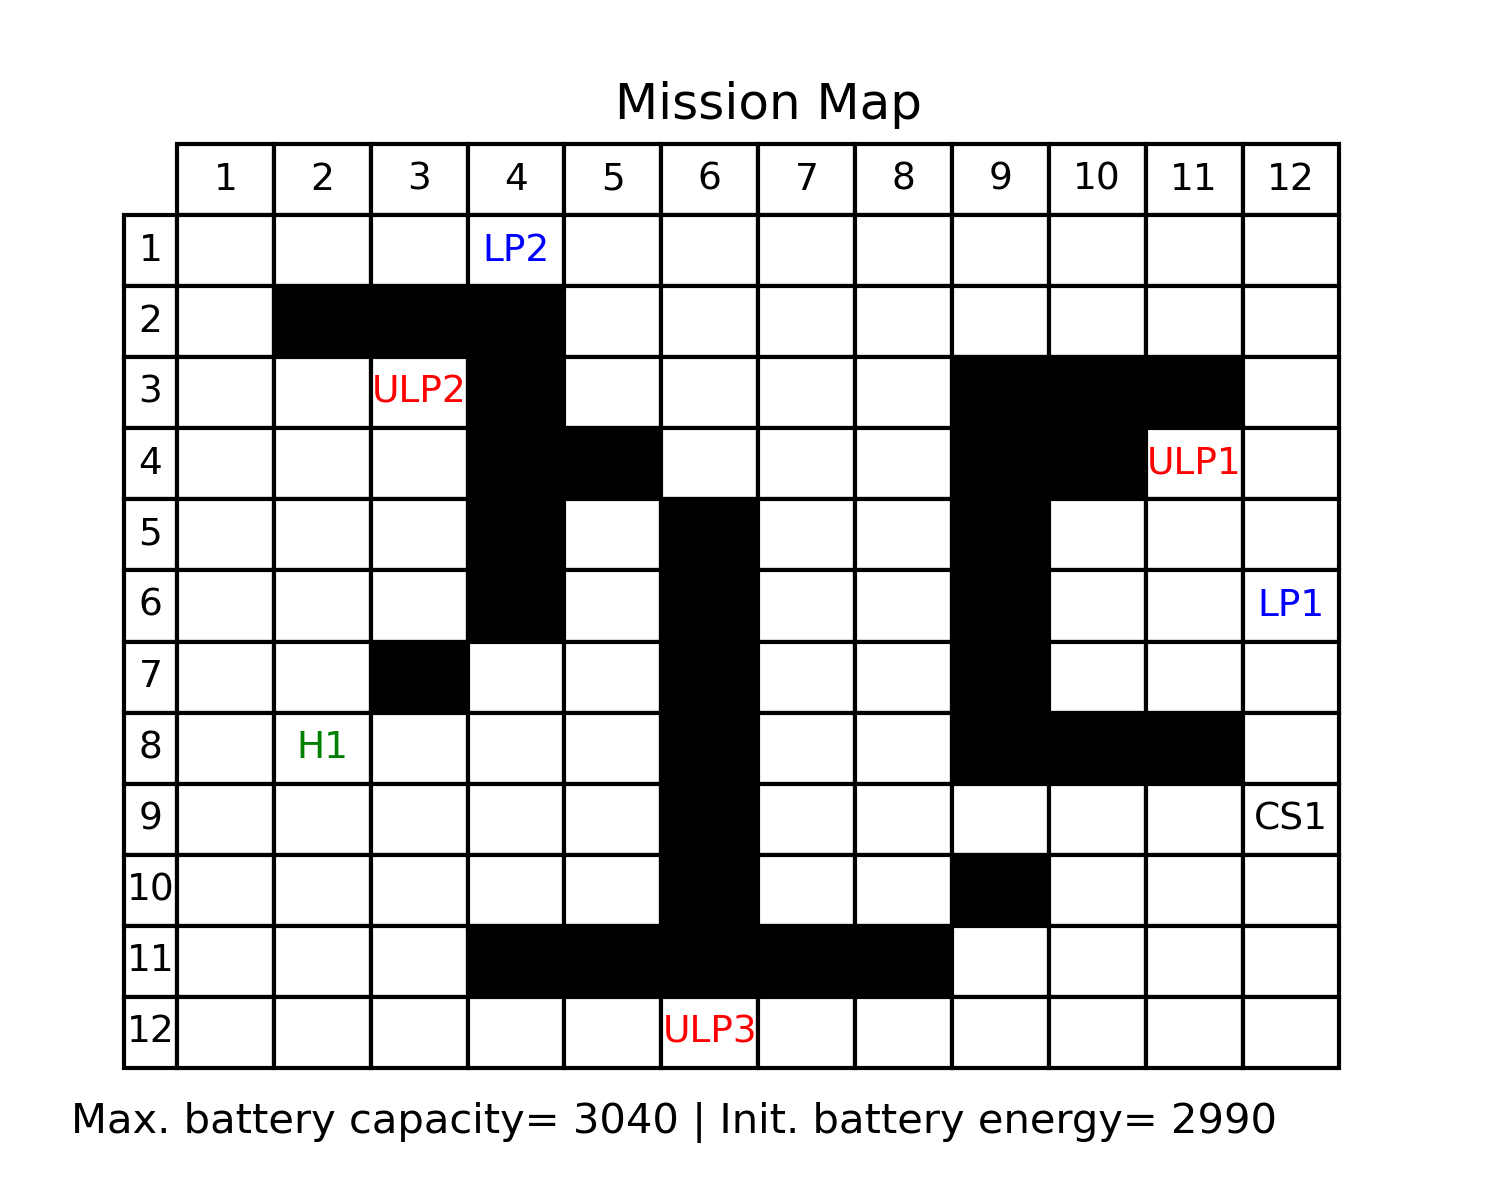 Mission Map
1 2 3 4 5 6 7 8 9 10 11 12
1 LP2
2
3 ULP2
4 ULP1
5
6 LP1
7
8 H1
9 CS1
10
11
12 ULP3
Max. battery capacity= 3040 | Init. battery energy= 2990